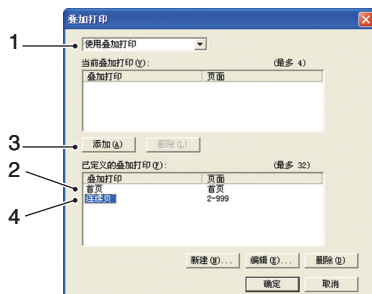 叠加打印
1
使用叠加打印
当前叠加打印(Y): (最多 4)
叠加打印 页面
3
添加(A) 删除(L)
已定义的叠加打印(F): (最多 32)
叠加打印 页面
2
首页 首页
4
连续页 2-999
新建(W)... 编辑(E)... 删除(D)
确定 取消